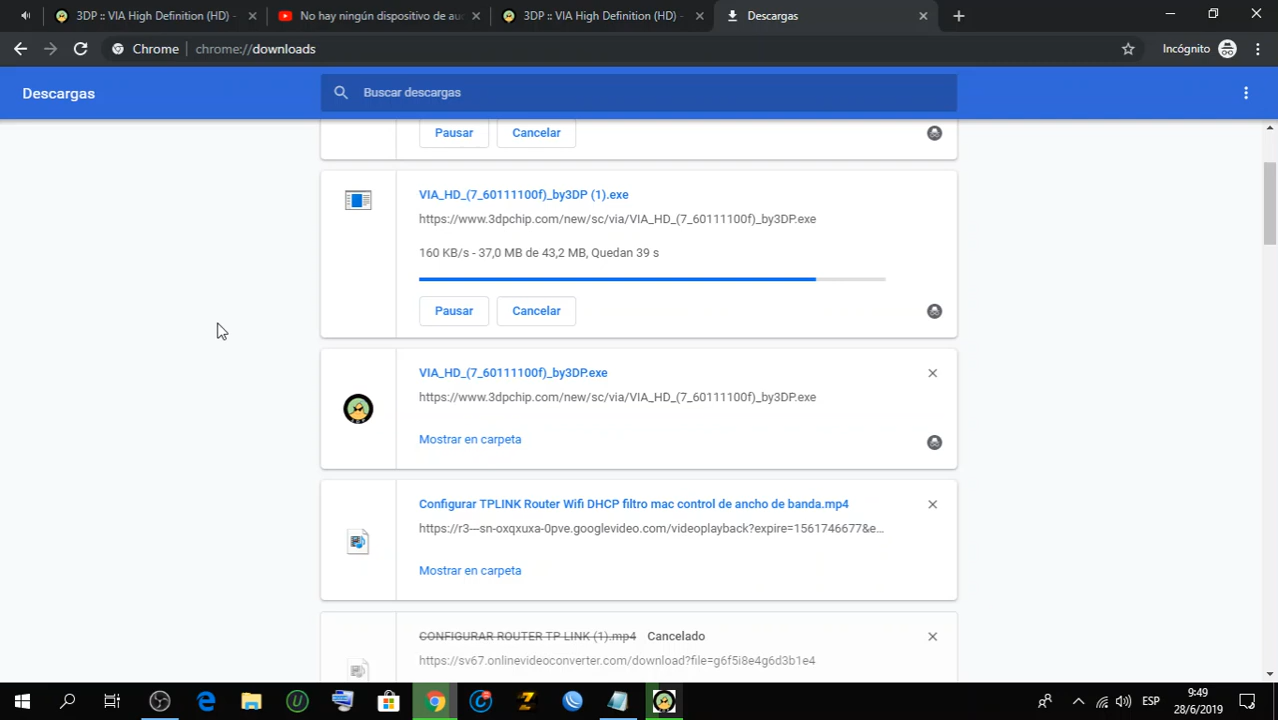 3DP :: VIA High Definition (HD) -
No hay ningún dispositivo de au
3DP :: VIA High Definition (HD) -
Descargas
Chrome
chrome://downloads
Incógnito
Descargas
Buscar descargas
Pausar
Cancelar
VIA_HD_(7_60111100f)_by3DP (1).exe
https://www.3dpchip.com/new/sc/via/VIA_HD_(7_60111100f)_by3DP.exe
160 KB/s - 37,0 MB de 43,2 MB, Quedan 39 s
Pausar
Cancelar
VIA_HD_(7_60111100f)_by3DP.exe
https://www.3dpchip.com/new/sc/via/VIA_HD_(7_60111100f)_by3DP.exe
Mostrar en carpeta
Configurar TPLINK Router Wifi DHCP filtro mac control de ancho de banda.mp4
https://r3---sn-oxqxuxa-0pve.googlevideo.com/videoplayback?expire=1561746677&e...
Mostrar en carpeta
CONFIGURAR ROUTER TP LINK (1).mp4 Cancelado
https://sv67.onlinevideoconverter.com/download?file=g6f5i8e4g6d3b1e4
ESP
9:49
28/6/2019